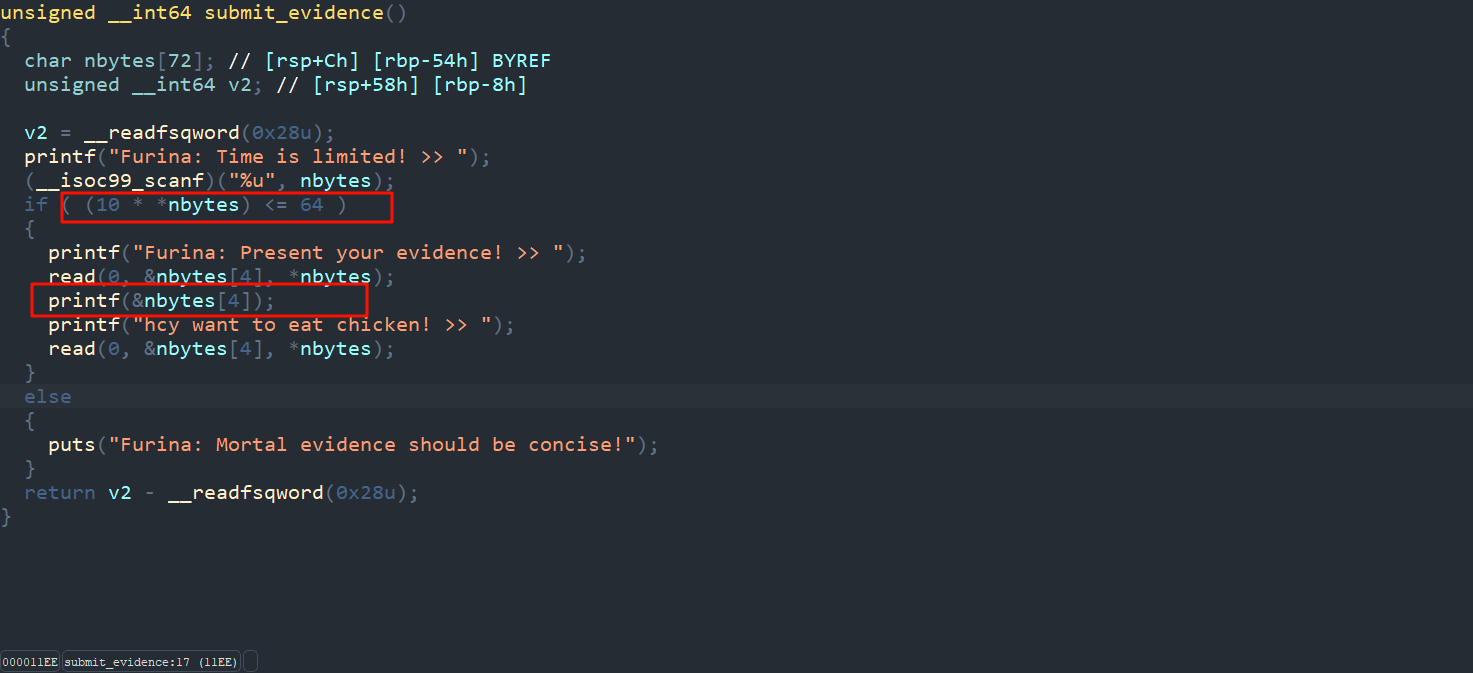 unsigned __int64 submit_evidence()
{
  char nbytes[72]; // [rsp+Ch] [rbp-54h] BYREF
  unsigned __int64 v2; // [rsp+58h] [rbp-8h]

  v2 = __readfsqword(0x28u);
  printf("Furina: Time is limited! >> ");
  (__isoc99_scanf)("%u", nbytes);
  if ( (10 * *nbytes) <= 64 )
  {
    printf("Furina: Present your evidence! >> ");
    read(0, &nbytes[4], *nbytes);
    printf(&nbytes[4]);
    printf("hcy want to eat chicken! >> ");
    read(0, &nbytes[4], *nbytes);
  }
  else
  {
    puts("Furina: Mortal evidence should be concise!");
  }
  return v2 - __readfsqword(0x28u);
}
000011EE submit_evidence:17 (11EE)